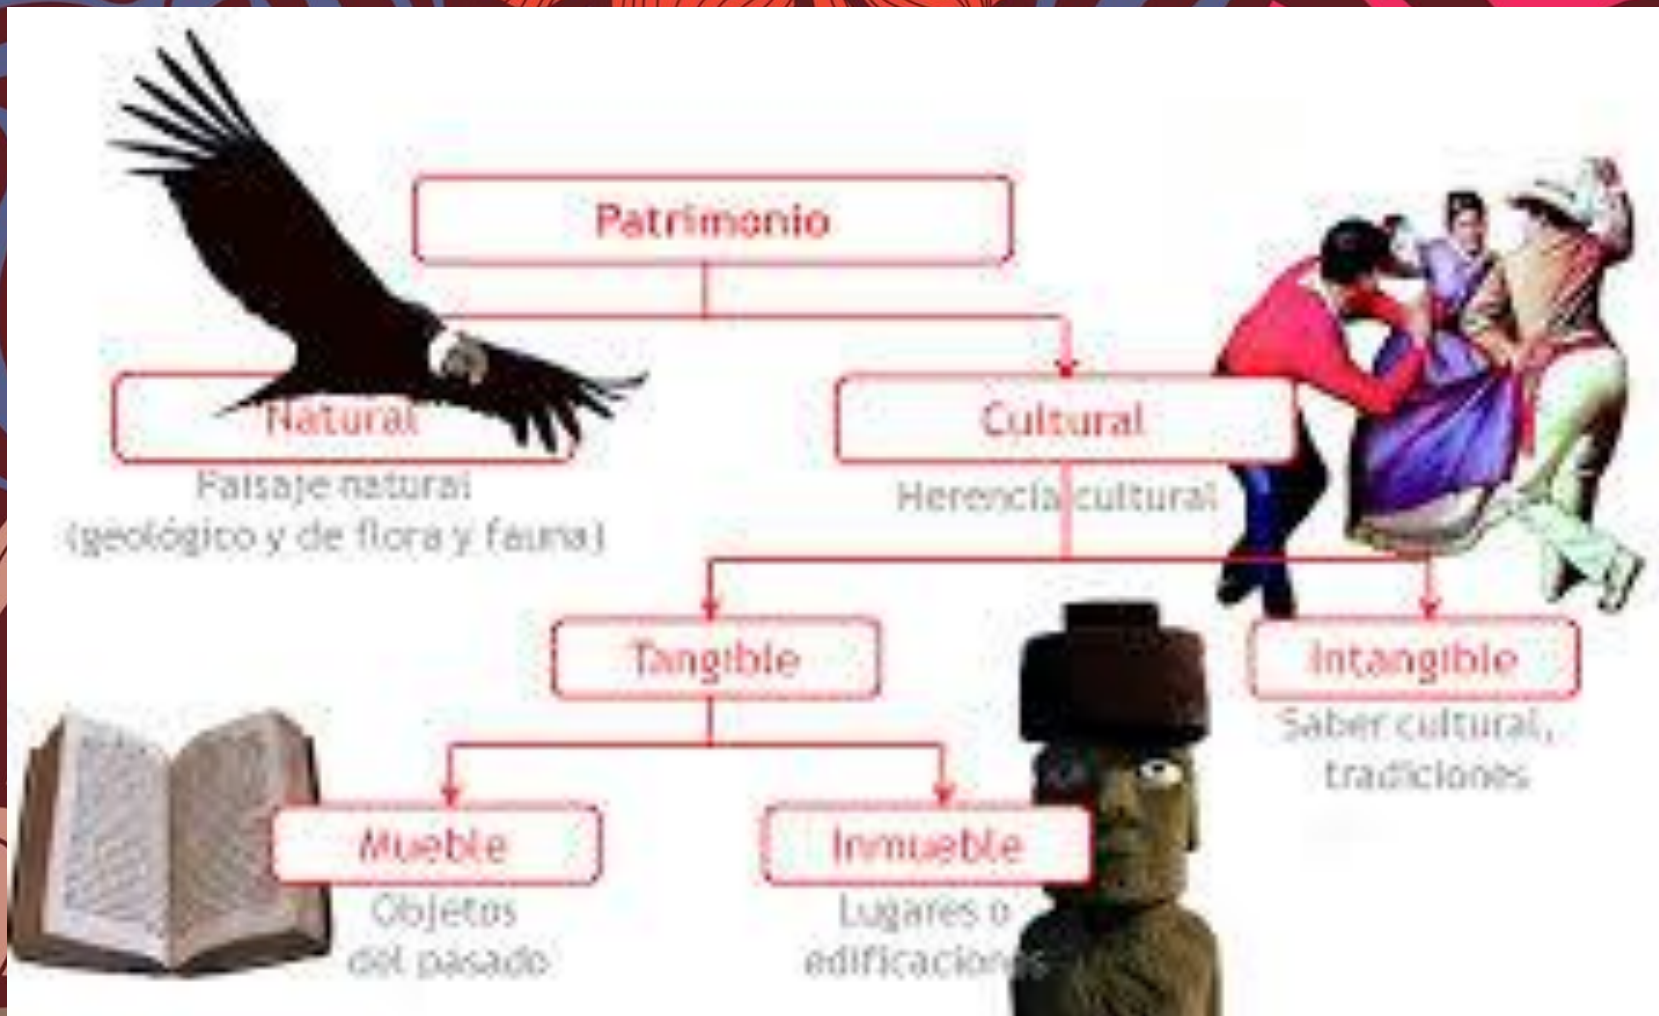 Patrimonio
Natural
Paisaje natural
(geológico y de flora y fauna)
Cultural
Herencia cultural
Tangible
Intangible
Saber cultural,
tradiciones
Mueble
Objetos
del pasado
Inmueble
Lugares o
edificaciones